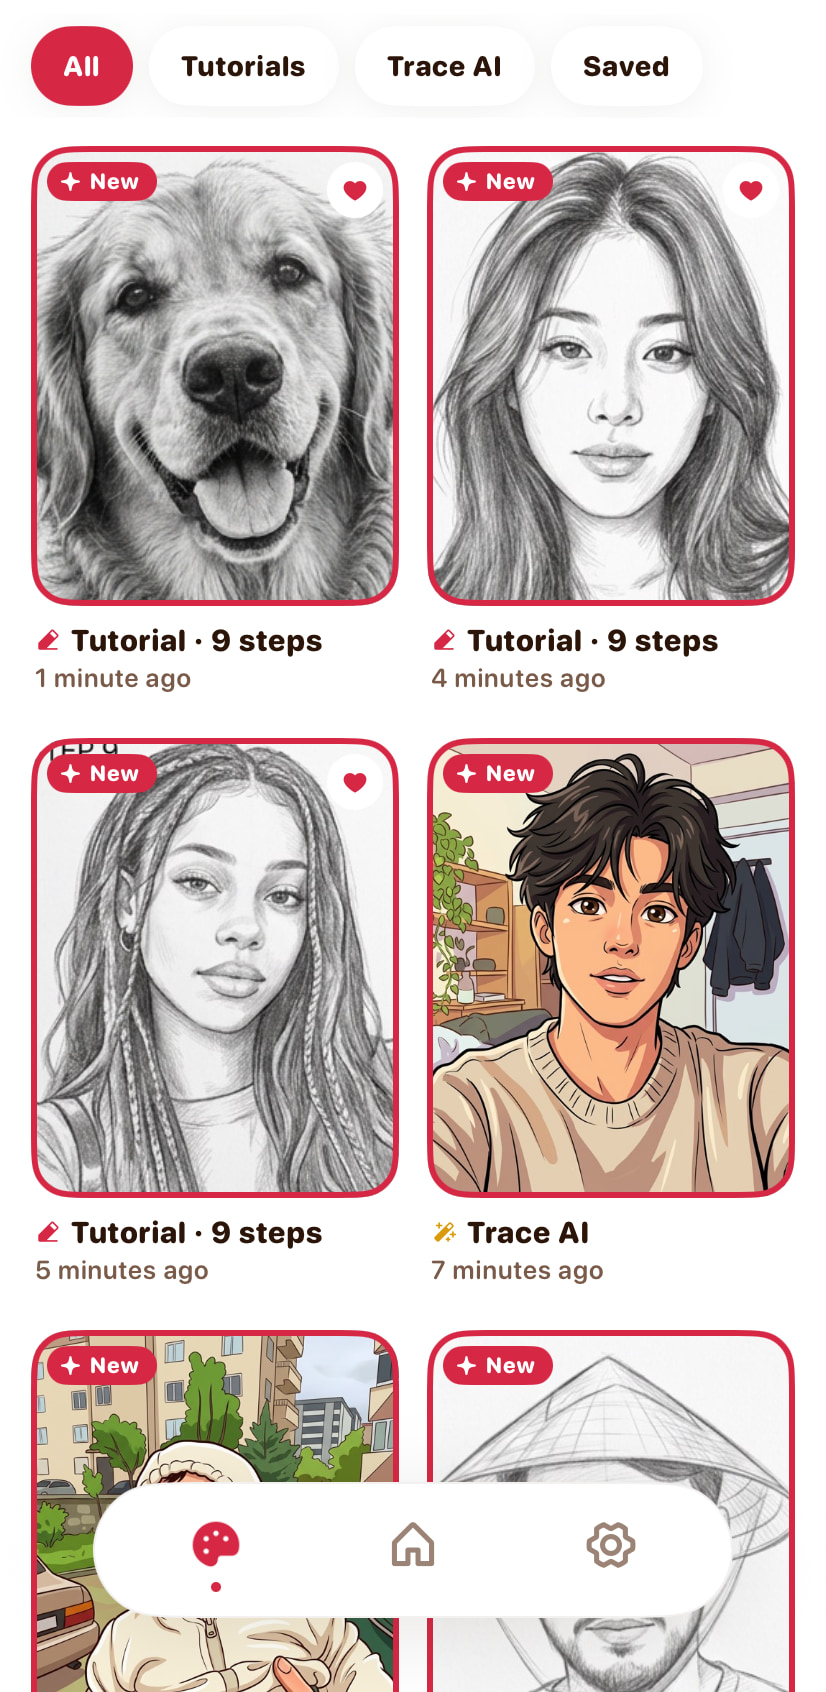 All
Tutorials
Trace AI
Saved
New
New
Tutorial · 9 steps
1 minute ago
Tutorial · 9 steps
4 minutes ago
New
New
Tutorial · 9 steps
5 minutes ago
Trace AI
7 minutes ago
New
New